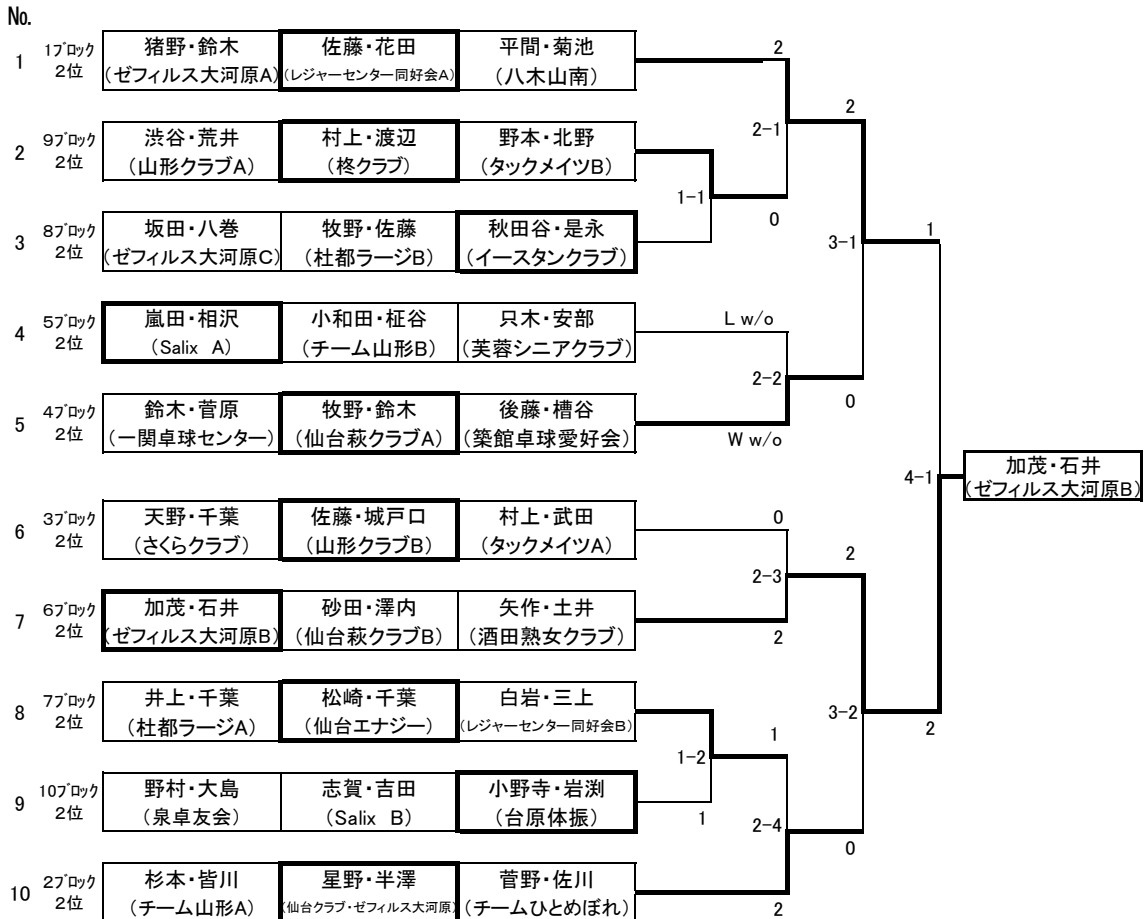 No.
1 1ブロック 2位 猪野・鈴木 佐藤・花田 平間・菊池
(ゼフィルス大河原A) (レジャーセンター同好会A) (八木山南)
2
2-1
2
2 9ブロック 2位 渋谷・荒井 村上・渡辺 野本・北野
(山形クラブA) (柊クラブ) (タックメイツB)
1-1
0
3 8ブロック 2位 坂田・八巻 牧野・佐藤 秋田谷・是永
(ゼフィルス大河原C) (杜都ラージB) (イースタンクラブ)
3-1
1
4 5ブロック 2位 嵐田・相沢 小和田・柾谷 只木・安部
(Salix A) (チーム山形B) (芙蓉シニアクラブ)
L w/o
2-2
0
5 4ブロック 2位 鈴木・菅原 牧野・鈴木 後藤・槽谷
(一関卓球センター) (仙台萩クラブA) (築館卓球愛好会)
W w/o
4-1
加茂・石井
(ゼフィルス大河原B)
6 3ブロック 2位 天野・千葉 佐藤・城戸口 村上・武田
(さくらクラブ) (山形クラブB) (タックメイツA)
0
2-3
2
7 6ブロック 2位 加茂・石井 砂田・澤内 矢作・土井
(ゼフィルス大河原B) (仙台萩クラブB) (酒田熟女クラブ)
2
8 7ブロック 2位 井上・千葉 松崎・千葉 白岩・三上
(杜都ラージA) (仙台エナジー) (レジャーセンター同好会B)
3-2
2
1-2
1
9 10ブロック 2位 野村・大島 志賀・吉田 小野寺・岩渕
(泉卓友会) (Salix B) (台原体振)
1
2-4
0
10 2ブロック 2位 杉本・皆川 星野・半澤 菅野・佐川
(チーム山形A) (仙台クラブ・ゼフィルス大河原) (チームひとめぼれ)
2